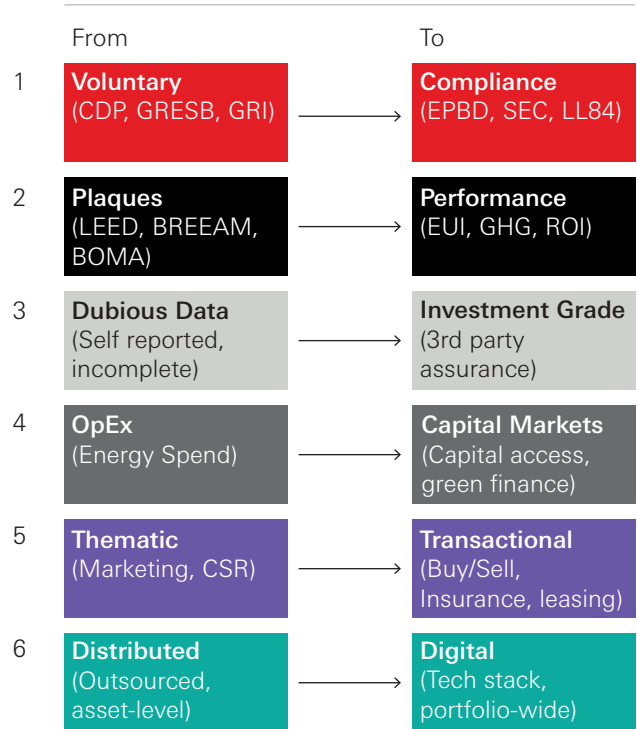 From
To
1
Voluntary
(CDP, GRESB, GRI)
Compliance
(EPBD, SEC, LL84)
2
Plaques
(LEED, BREEAM,
BOMA)
Performance
(EUI, GHG, ROI)
3
Dubious Data
(Self reported,
incomplete)
Investment Grade
(3rd party
assurance)
4
OpEx
(Energy Spend)
Capital Markets
(Capital access,
green finance)
5
Thematic
(Marketing, CSR)
Transactional
(Buy/Sell,
Insurance, leasing)
6
Distributed
(Outsourced,
asset-level)
Digital
(Tech stack,
portfolio-wide)